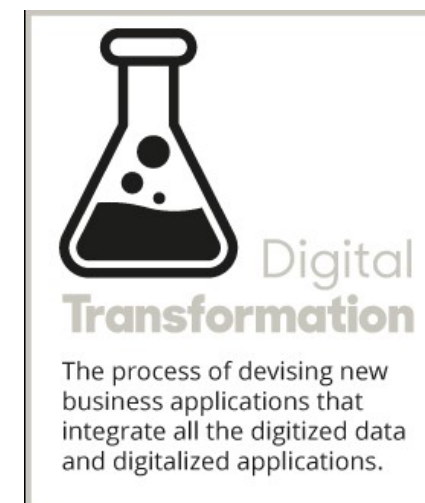 Digital
Transformation
The process of devising new
business applications that
integrate all the digitized data
and digitalized applications.